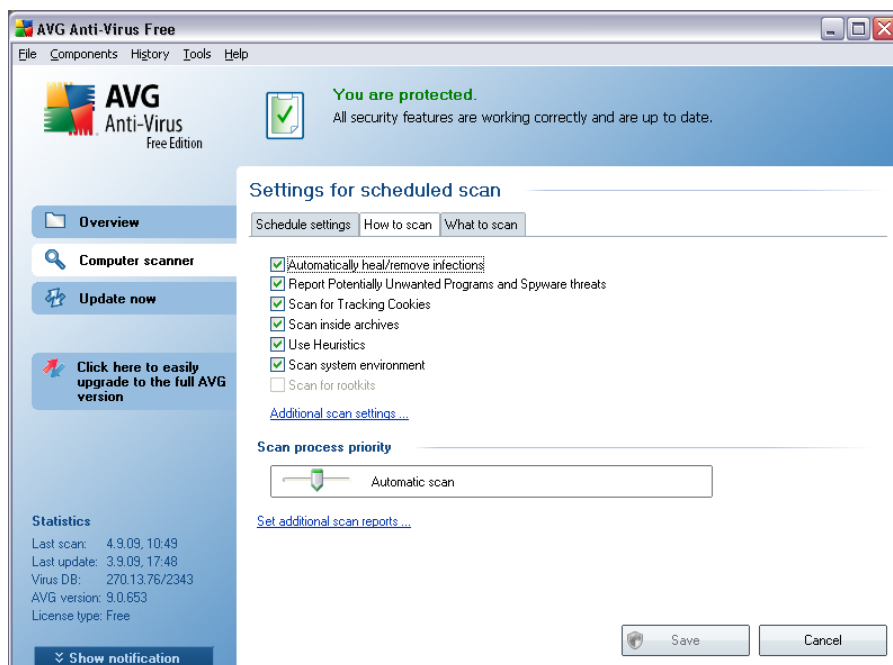 AVG Anti-Virus Free
File Components History Tools Help
AVG
Anti-Virus
Free Edition
You are protected.
All security features are working correctly and are up to date.
Overview
Computer scanner
Update now
Click here to easily
upgrade to the full AVG
version
Statistics
Last scan: 4.9.09, 10:49
Last update: 3.9.09, 17:48
Virus DB: 270.13.76/2343
AVG version: 9.0.653
License type: Free
Show notification
Settings for scheduled scan
Schedule settings How to scan What to scan
Automatically heal/remove infections
Report Potentially Unwanted Programs and Spyware threats
Scan for Tracking Cookies
Scan inside archives
Use Heuristics
Scan system environment
Scan for rootkits
Additional scan settings ...
Scan process priority
Automatic scan
Set additional scan reports ...
Save Cancel